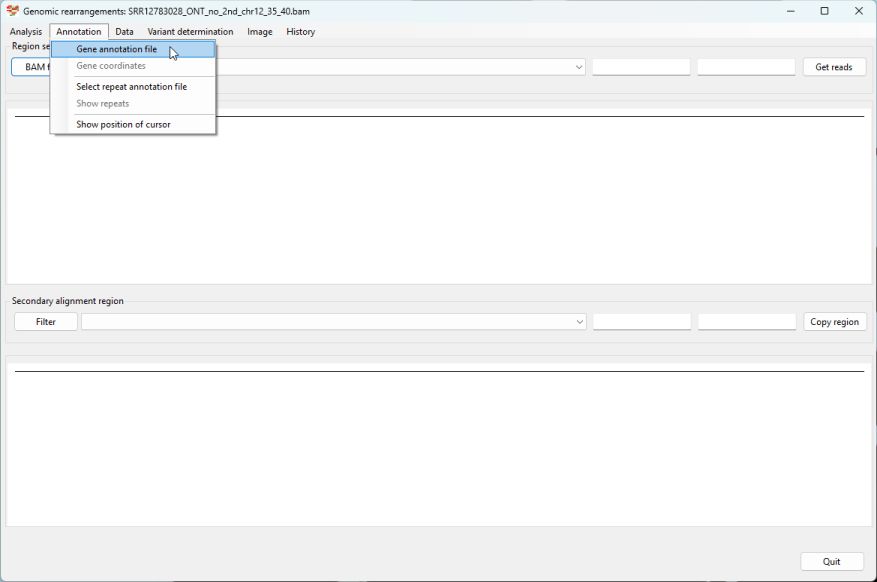 Genomic rearrangements: SRR12783028_ONT_no_2nd_chr12_35_40.bam
Analysis Annotation Data Variant determination Image History
Region se
Gene annotation file
BAM f
Gene coordinates
Get reads
Select repeat annotation file
Show repeats
Show position of cursor
Secondary alignment region
Filter
Copy region
Quit